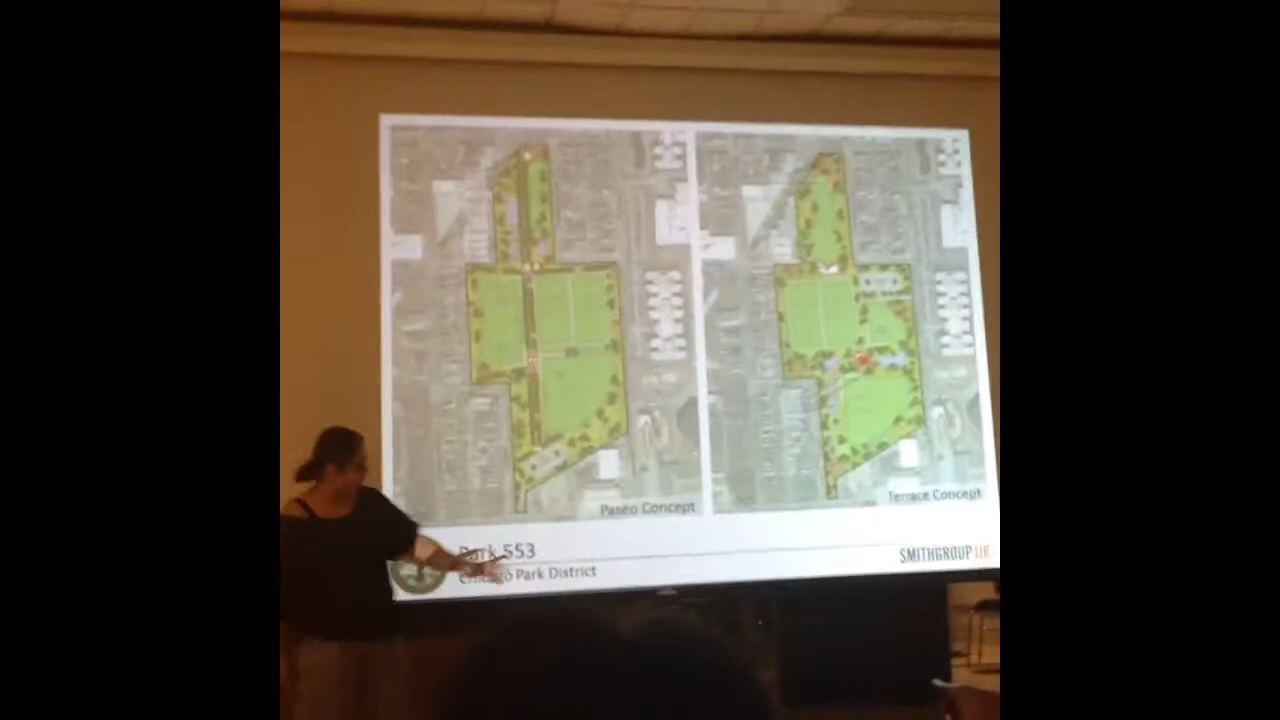 Paseo Concept
Terrace Concept
Park 553
Chicago Park District
SMITHGROUP JJR